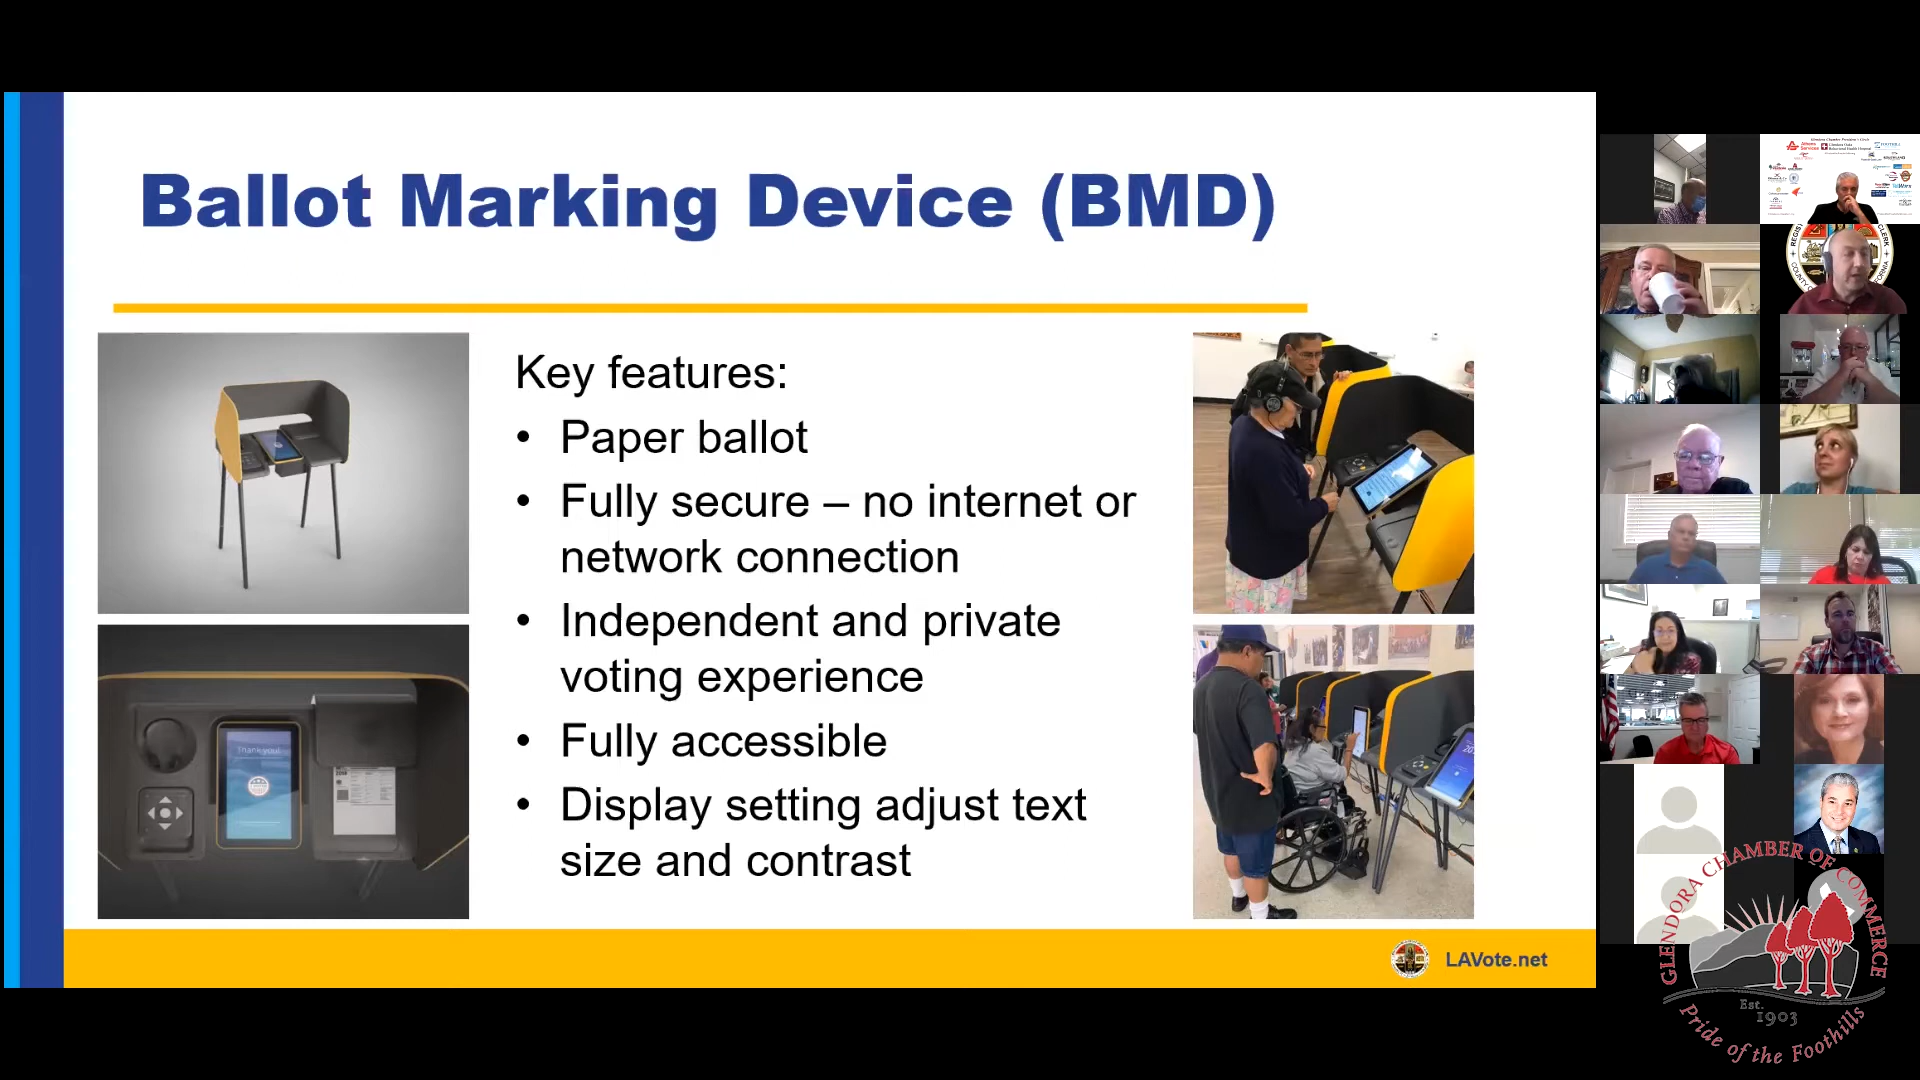 Ballot Marking Device (BMD)
Key features:
• Paper ballot
• Fully secure – no internet or
network connection
• Independent and private
voting experience
• Fully accessible
• Display setting adjust text
size and contrast
Thank you!
LAVote.net
GLENDORA CHAMBER OF COMMERCE
Est.
1903
Pride of the Foothills